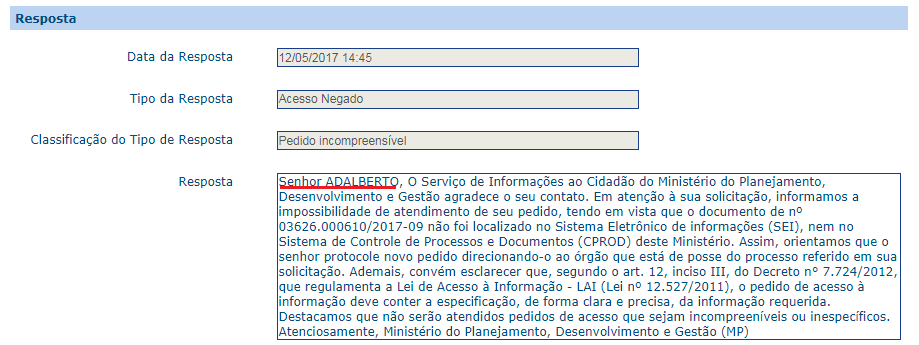 Resposta
Data da Resposta
12/05/2017 14:45
Tipo da Resposta
Acesso Negado
Classificação do Tipo de Resposta
Pedido incompreensível
Resposta
Senhor ADALBERTO, O Serviço de Informações ao Cidadão do Ministério do Planejamento,
Desenvolvimento e Gestão agradece o seu contato. Em atenção à sua solicitação, informamos a
impossibilidade de atendimento de seu pedido, tendo em vista que o documento de nº
03626.000610/2017-09 não foi localizado no Sistema Eletrônico de informações (SEI), nem no
Sistema de Controle de Processos e Documentos (CPROD) deste Ministério. Assim, orientamos que o
senhor protocole novo pedido direcionando-o ao órgão que está de posse do processo referido em sua
solicitação. Ademais, convém esclarecer que, segundo o art. 12, inciso III, do Decreto nº 7.724/2012,
que regulamenta a Lei de Acesso à Informação - LAI (Lei nº 12.527/2011), o pedido de acesso à
informação deve conter a especificação, de forma clara e precisa, da informação requerida.
Destacamos que não serão atendidos pedidos de acesso que sejam incompreeníveis ou inespecíficos.
Atenciosamente, Ministério do Planejamento, Desenvolvimento e Gestão (MP)